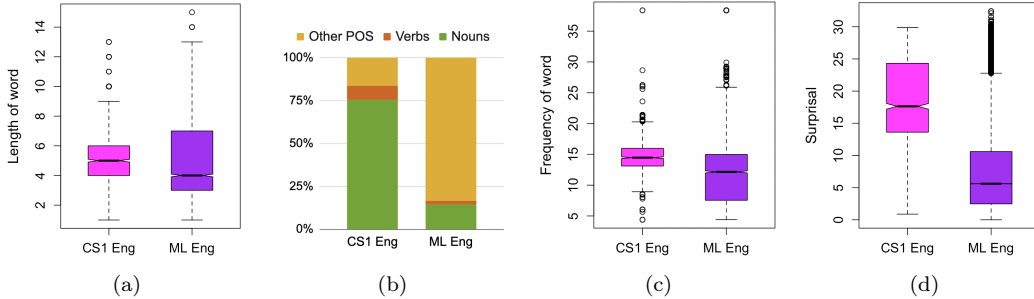 Length of word
14
12
10
8
6
4
2
CS1 Eng
ML Eng
(a)
Other POS Verbs Nouns
100%
75%
50%
25%
0%
CS1 Eng
ML Eng
(b)
Frequency of word
35
30
25
20
15
10
5
CS1 Eng
ML Eng
(c)
Surprisal
30
25
20
15
10
5
0
CS1 Eng
ML Eng
(d)